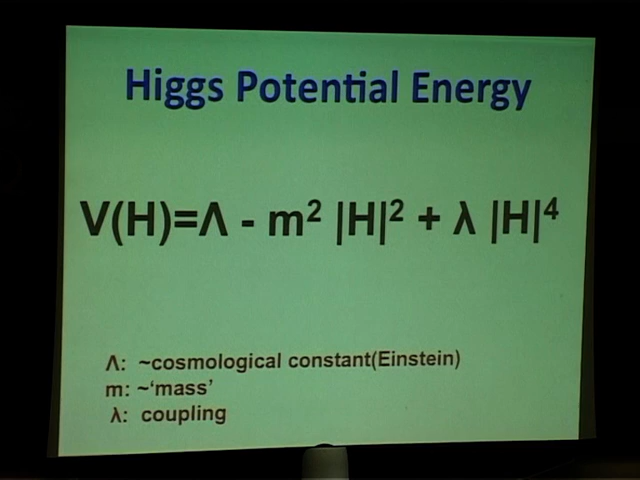 Higgs Potential Energy
V(H)=Λ - m² |H|² + λ |H|⁴
Λ: ~cosmological constant(Einstein)
m: ~‘mass’
λ: coupling